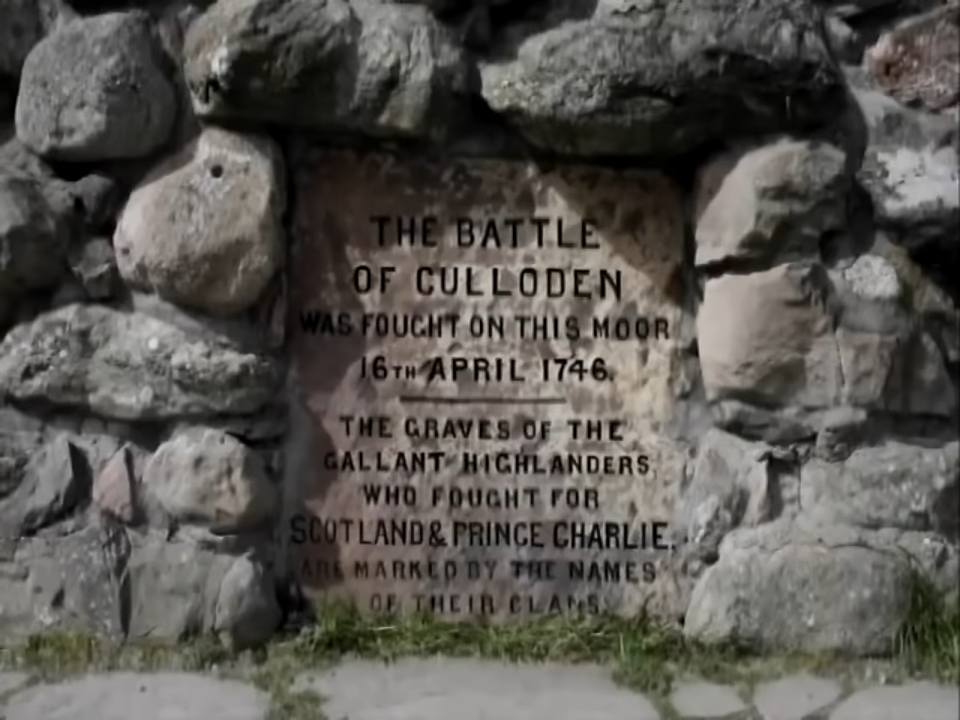 THE BATTLE
OF CULLODEN
WAS FOUGHT ON THIS MOOR
16TH APRIL 1746.
THE GRAVES OF THE
GALLANT HIGHLANDERS
WHO FOUGHT FOR
SCOTLAND & PRINCE CHARLIE,
ARE MARKED BY THE NAMES
OF THEIR CLANS.